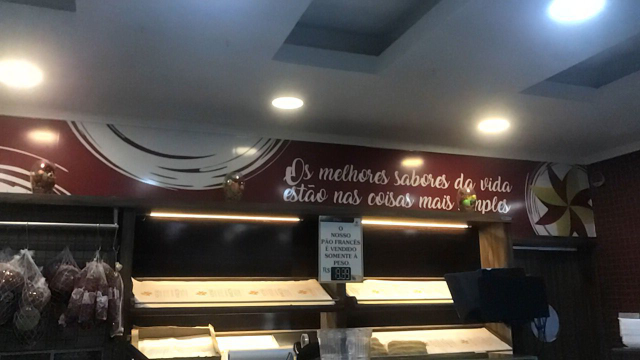 Os melhores sabores da vida
estão nas coisas mais simples
O
NOSSO
PÃO FRANCÊS
É VENDIDO
SOMENTE A
PESO.